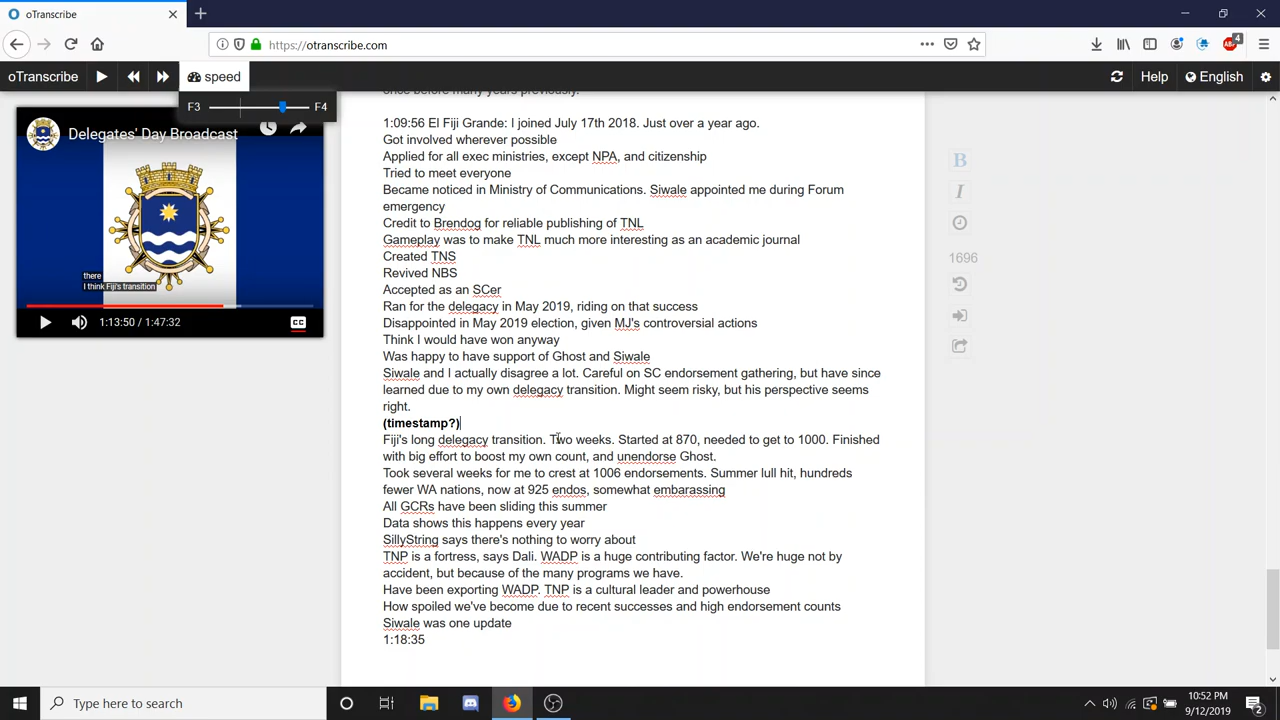 oTranscribe
https://otranscribe.com
4
oTranscribe
speed
Help
English
F3
F4
Delegates' Day Broadcast
there
I think Fiji's transition
1:13:50 / 1:47:32
CC
once before many years previously.
1:09:56 El Fiji Grande: I joined July 17th 2018. Just over a year ago.
Got involved wherever possible
Applied for all exec ministries, except NPA, and citizenship
Tried to meet everyone
Became noticed in Ministry of Communications. Siwale appointed me during Forum
emergency
Credit to Brendog for reliable publishing of TNL
Gameplay was to make TNL much more interesting as an academic journal
Created TNS
Revived NBS
Accepted as an SCer
Ran for the delegacy in May 2019, riding on that success
Disappointed in May 2019 election, given MJ's controversial actions
Think I would have won anyway
Was happy to have support of Ghost and Siwale
Siwale and I actually disagree a lot. Careful on SC endorsement gathering, but have since
learned due to my own delegacy transition. Might seem risky, but his perspective seems
right.
(timestamp?)
Fiji's long delegacy transition. Two weeks. Started at 870, needed to get to 1000. Finished
with big effort to boost my own count, and unendorse Ghost.
Took several weeks for me to crest at 1006 endorsements. Summer lull hit, hundreds
fewer WA nations, now at 925 endos, somewhat embarassing
All GCRs have been sliding this summer
Data shows this happens every year
SillyString says there's nothing to worry about
TNP is a fortress, says Dali. WADP is a huge contributing factor. We're huge not by
accident, but because of the many programs we have.
Have been exporting WADP. TNP is a cultural leader and powerhouse
How spoiled we've become due to recent successes and high endorsement counts
Siwale was one update
1:18:35
B
I
1696
Type here to search
10:52 PM
9/12/2019
2